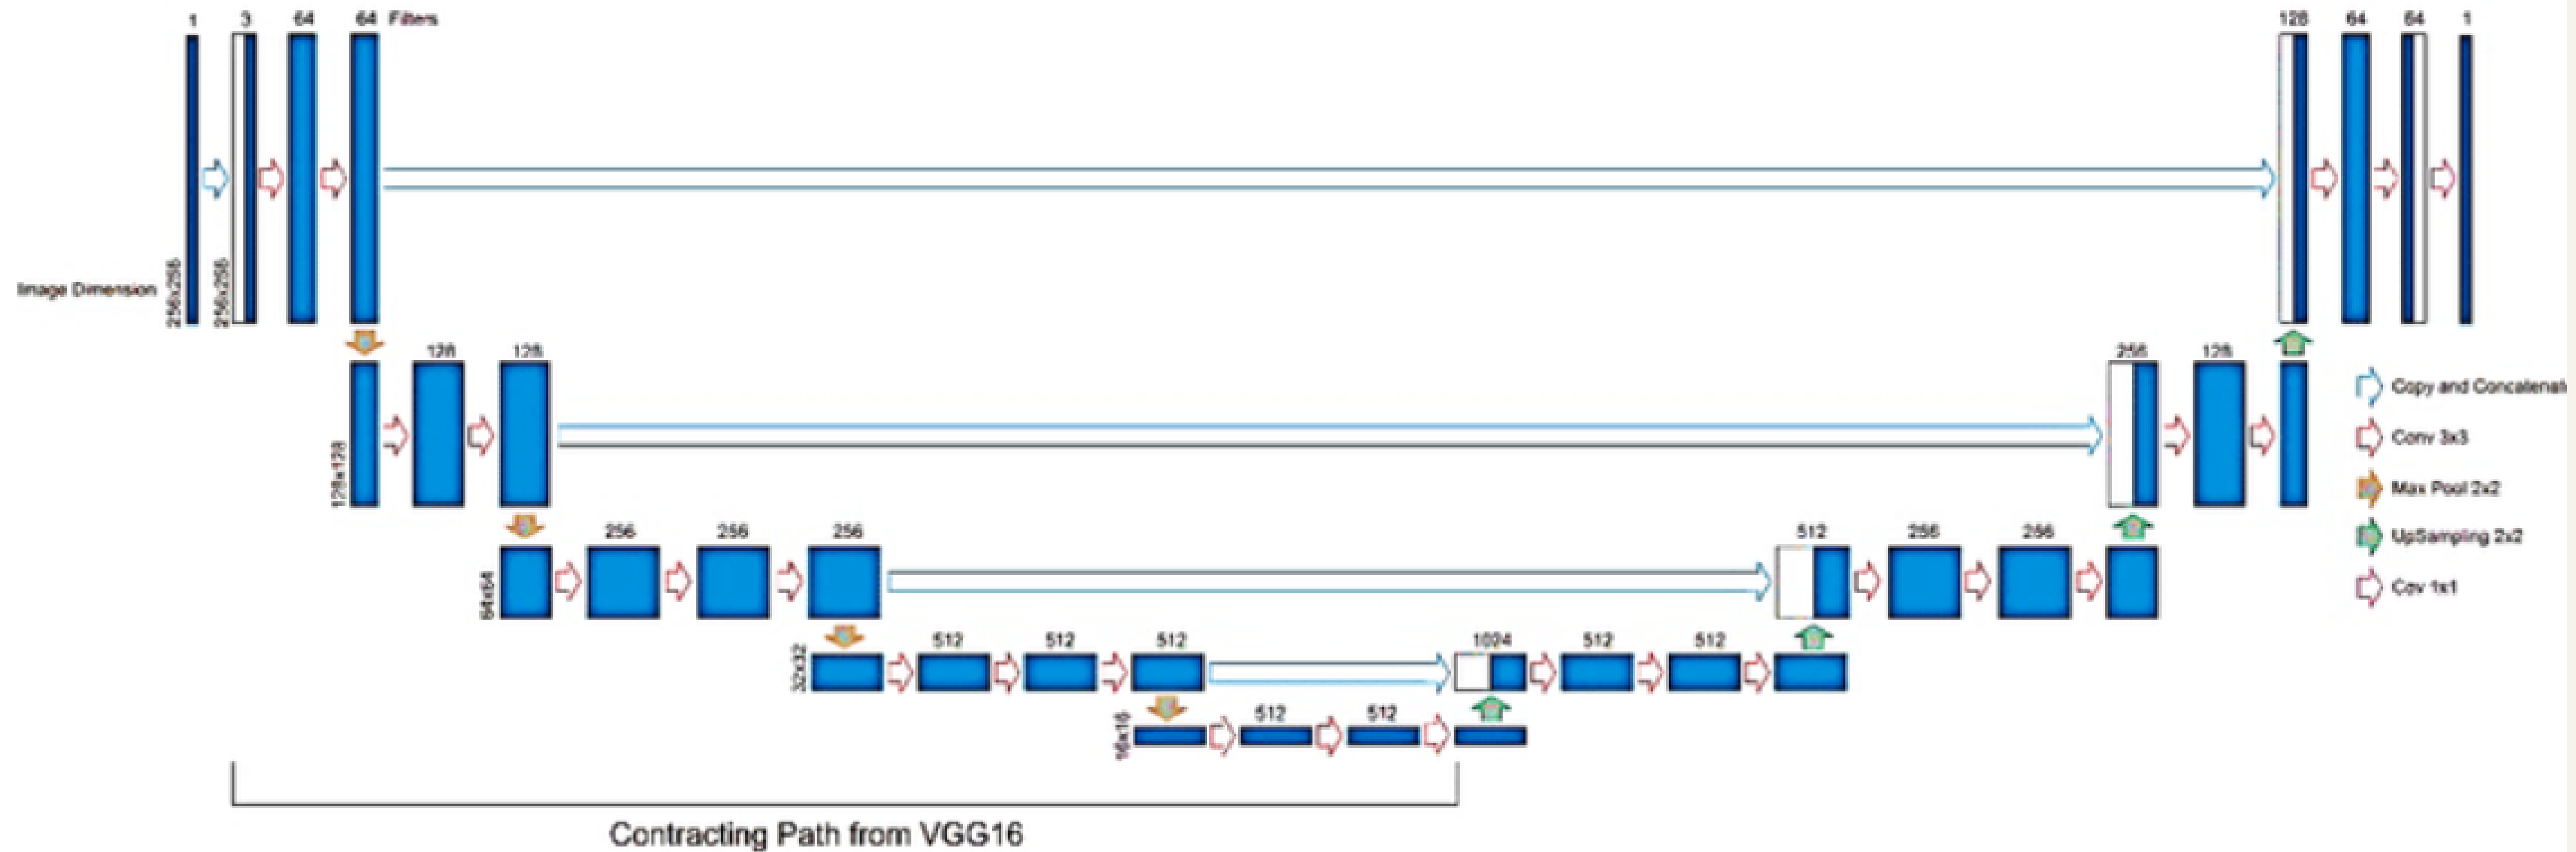 1 3 64 64 Filters 128 64 64 1
Image Dimension 256x256 256x256
128 128 256 128
128x128
Copy and Concatenat
Conv 3x3
Max Pool 2x2
UpSampling 2x2
Cov 1x1
256 256 256 512 256 256
64x64
512 512 512 1024 512 512
32x32
512 512
16x16
Contracting Path from VGG16